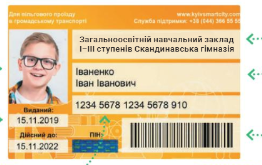 Для пільгового проїзду
в громадському транспорті
www.kyivsmartcity.com
Служба підтримки: +38 (044) 366 85 55
Загальноосвітній навчальний заклад
І–ІІІ ступенів Скандинавська гімназія
Іваненко
Іван Іванович
1234 5678 1234 5678 910
Виданий:
15.11.2019
Дійсний до:
15.11.2022
ПІН: